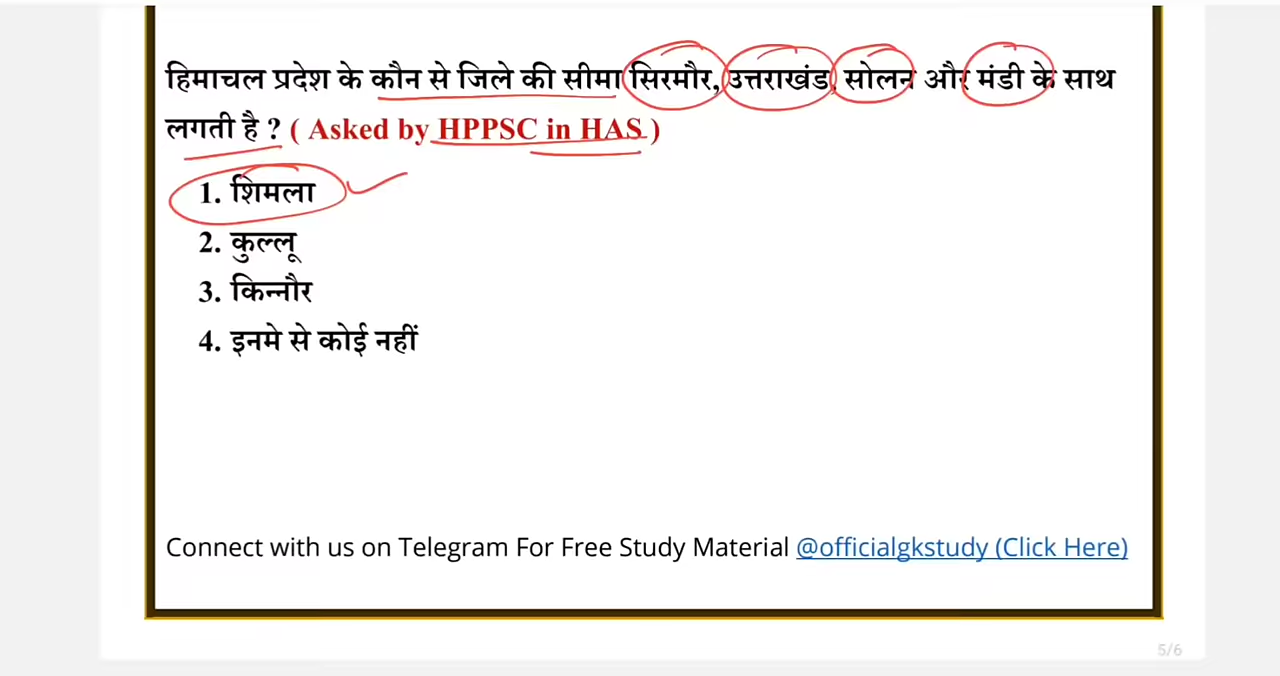 हिमाचल प्रदेश के कौन से जिले की सीमा सिरमौर, उत्तराखंड, सोलन और मंडी के साथ
लगती है ? ( Asked by HPPSC in HAS )
1. शिमला
2. कुल्लू
3. किन्नौर
4. इनमे से कोई नहीं
Connect with us on Telegram For Free Study Material @officialgkstudy (Click Here)
5/6